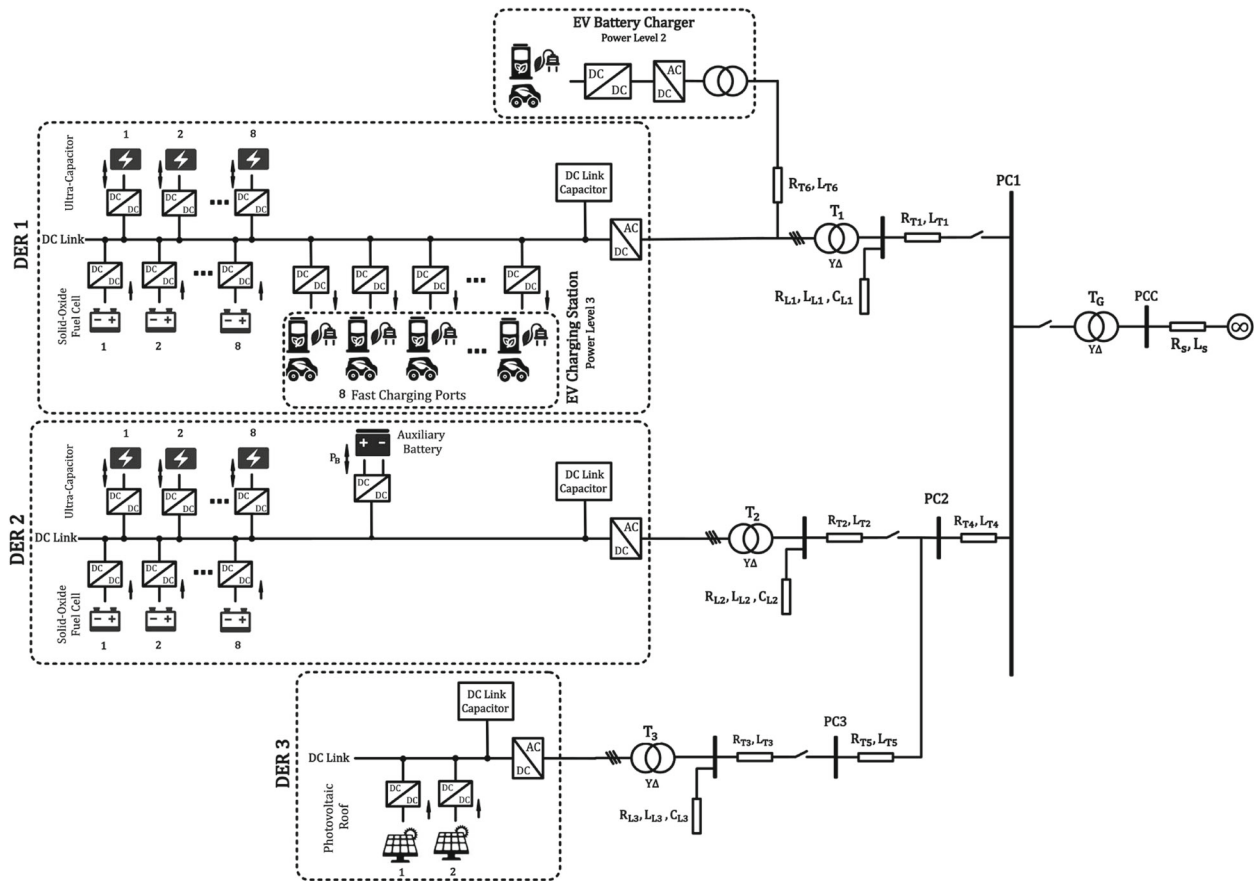 EV Battery Charger
Power Level 2
DC
DC
AC
DC
R_T6, L_T6
DER 1
Ultra-Capacitor
1
2
8
DC
DC
DC
DC
DC
DC
DC Link
Capacitor
DC Link
AC
DC
Solid-Oxide
Fuel Cell
DC
DC
DC
DC
DC
DC
1
2
8
DC
DC
DC
DC
DC
DC
DC
DC
EV Charging Station
Power Level 3
8 Fast Charging Ports
T_1
YΔ
R_T1, L_T1
R_L1, L_L1, C_L1
PC1
T_G
YΔ
PCC
R_s, L_s
∞
DER 2
Ultra-Capacitor
1
2
8
DC
DC
DC
DC
DC
DC
P_B
Auxiliary
Battery
DC
DC
DC Link
Capacitor
DC Link
AC
DC
Solid-Oxide
Fuel Cell
DC
DC
DC
DC
DC
DC
1
2
8
T_2
YΔ
R_T2, L_T2
R_L2, L_L2, C_L2
PC2
R_T4, L_T4
DER 3
DC Link
Capacitor
DC Link
AC
DC
Photovoltaic
Roof
DC
DC
DC
DC
1
2
T_3
YΔ
R_T3, L_T3
R_L3, L_L3, C_L3
PC3
R_T5, L_T5